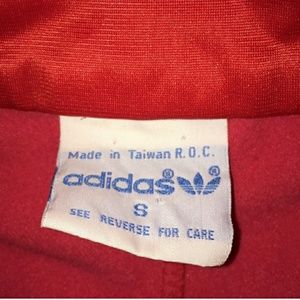 Made in Taiwan R.O.C.
adidas®
S
SEE REVERSE FOR CARE